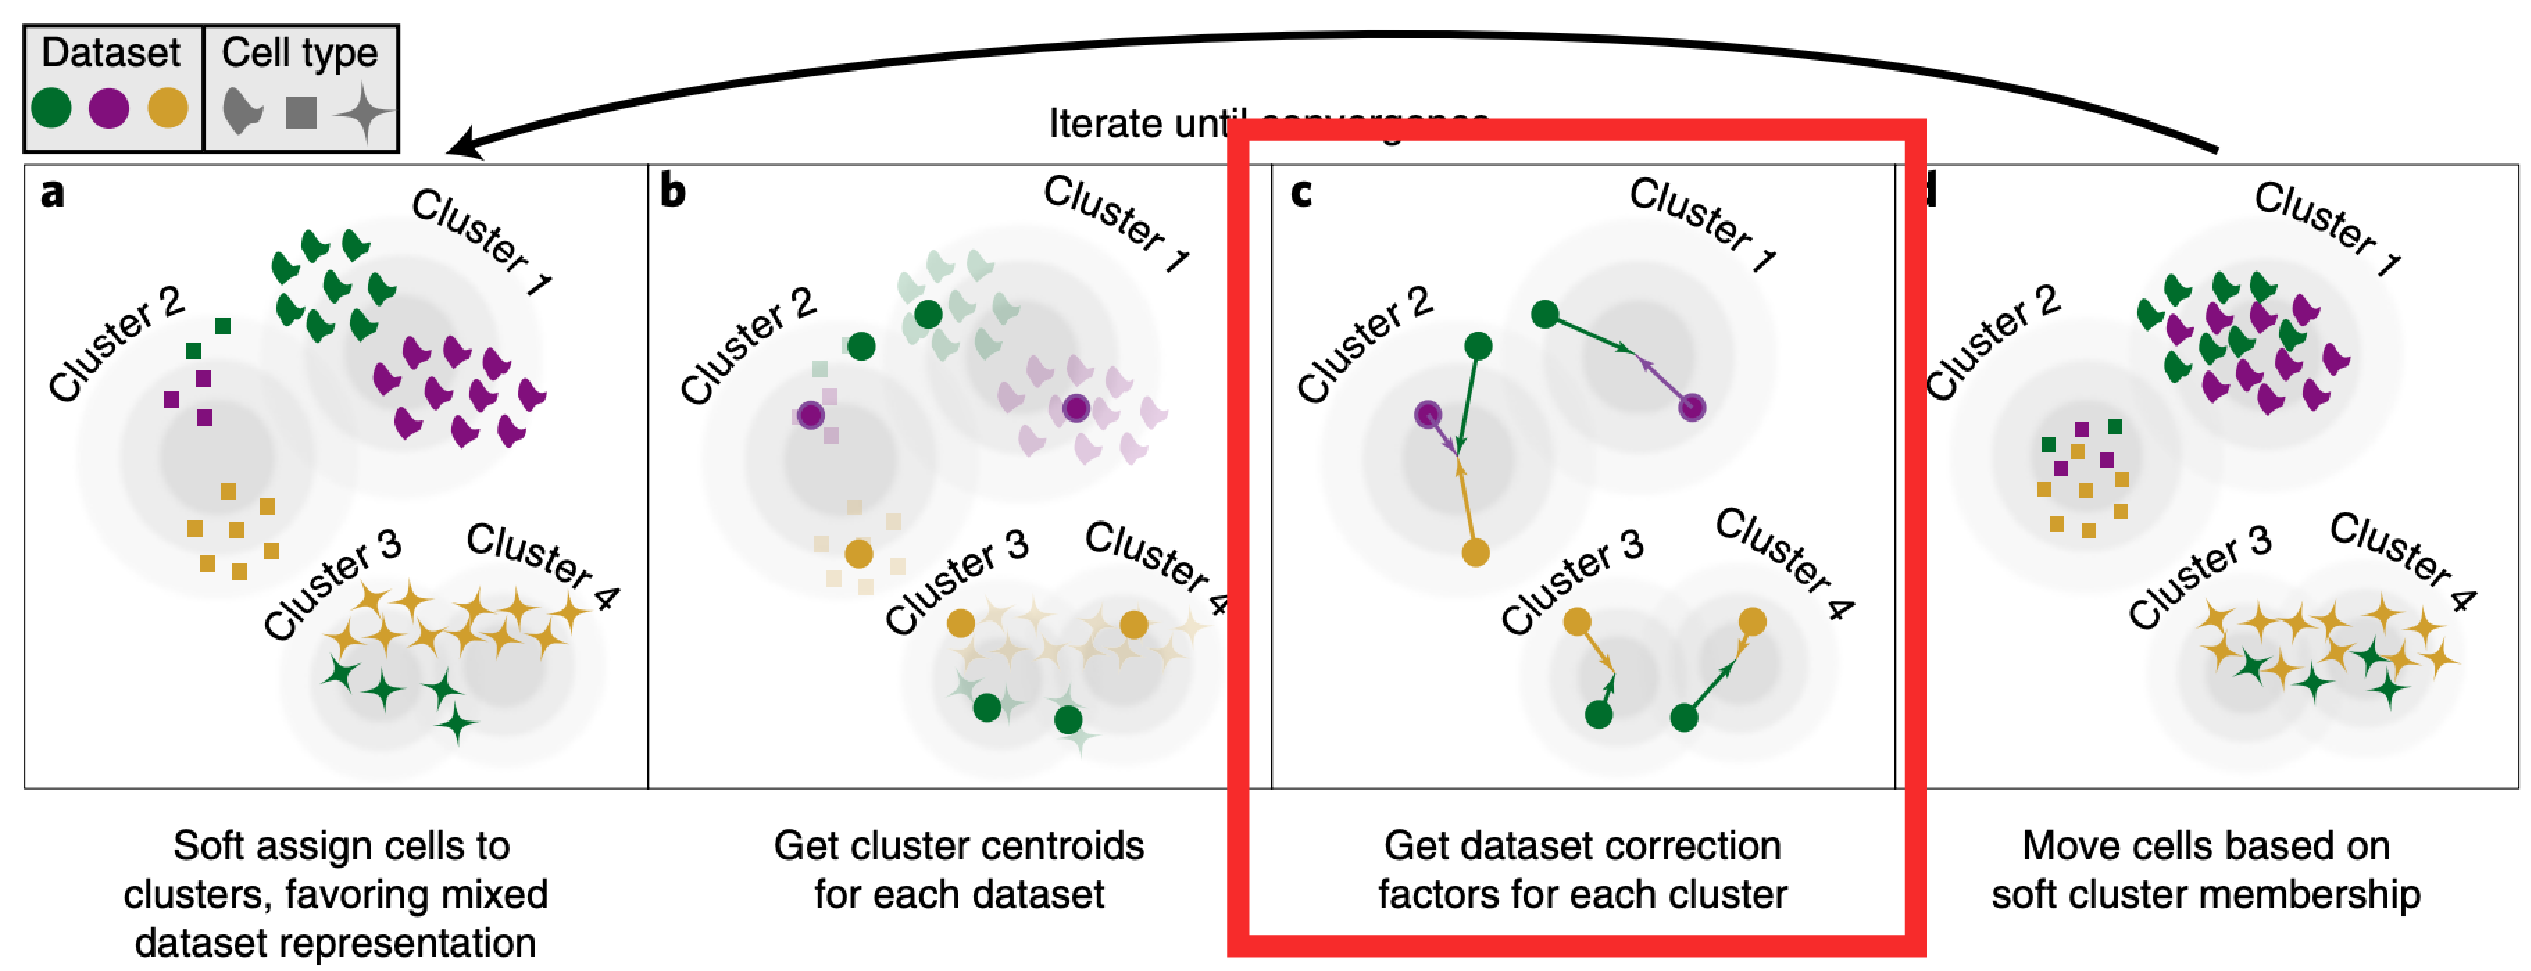 Dataset
Cell type
Iterate until
a
Cluster 1
Cluster 2
Cluster 3
Cluster 4
b
Cluster 1
Cluster 2
Cluster 3
Cluster 4
c
Cluster 1
Cluster 2
Cluster 3
Cluster 4
d
Cluster 1
Cluster 2
Cluster 3
Cluster 4
Soft assign cells to
clusters, favoring mixed
dataset representation
Get cluster centroids
for each dataset
Get dataset correction
factors for each cluster
Move cells based on
soft cluster membership